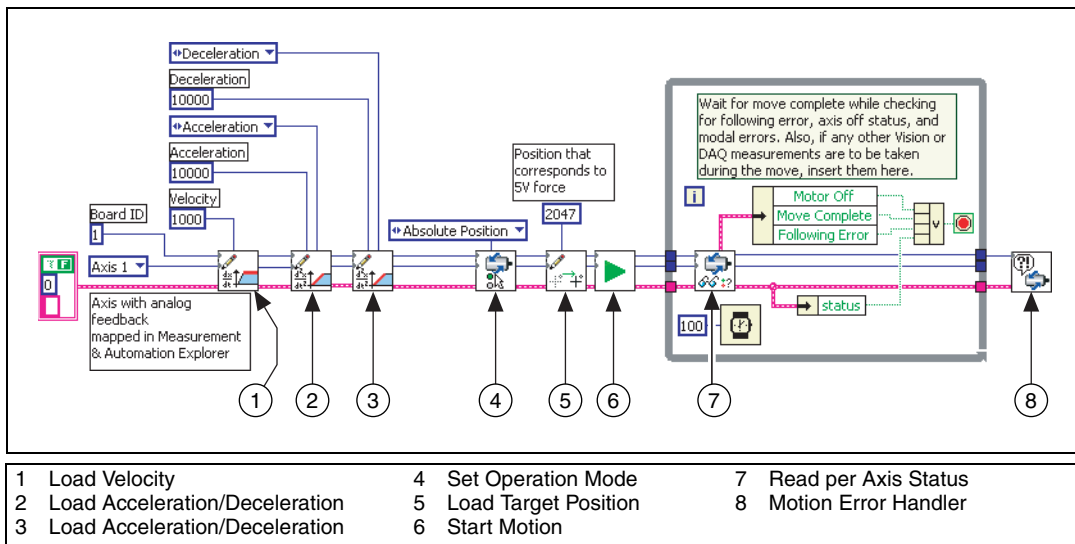 Deceleration
Deceleration
10000
Acceleration
Acceleration
10000
Velocity
1000
Board ID
1
Axis 1
F
0
Axis with analog
feedback
mapped in Measurement
& Automation Explorer
Absolute Position
Position that
corresponds to
5V force
2047
Wait for move complete while checking
for following error, axis off status, and
modal errors. Also, if any other Vision or
DAQ measurements are to be taken
during the move, insert them here.
i
Motor Off
Move Complete
Following Error
v
status
100
?!
1
2
3
4
5
6
7
8
1 Load Velocity
2 Load Acceleration/Deceleration
3 Load Acceleration/Deceleration
4 Set Operation Mode
5 Load Target Position
6 Start Motion
7 Read per Axis Status
8 Motion Error Handler